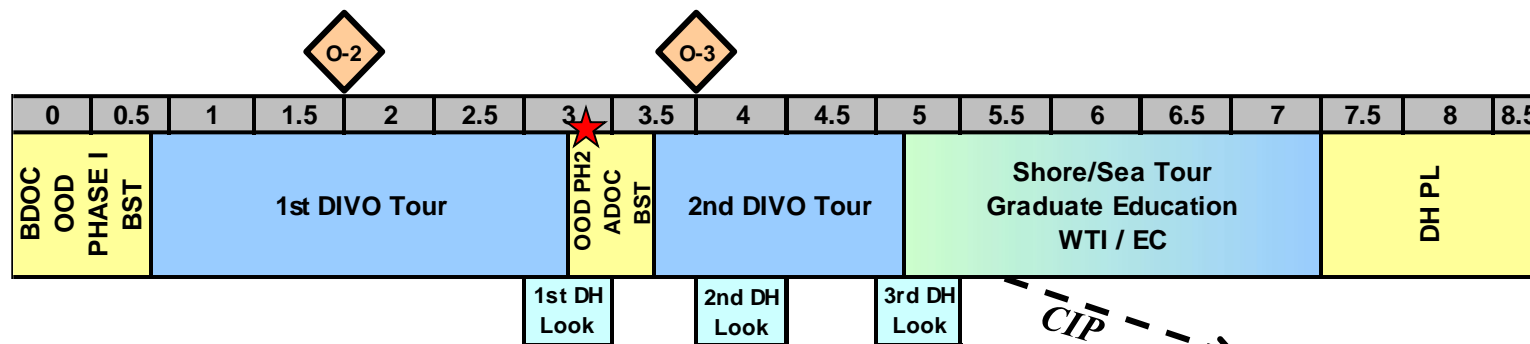 O-2
O-3
0 0.5 1 1.5 2 2.5 3 3.5 4 4.5 5 5.5 6 6.5 7 7.5 8 8.5
BDOC
OOD
PHASE I
BST
1st DIVO Tour
OOD PH2
ADOC
BST
2nd DIVO Tour
Shore/Sea Tour
Graduate Education
WTI / EC
DH PL
1st DH
Look
2nd DH
Look
3rd DH
Look
CIP